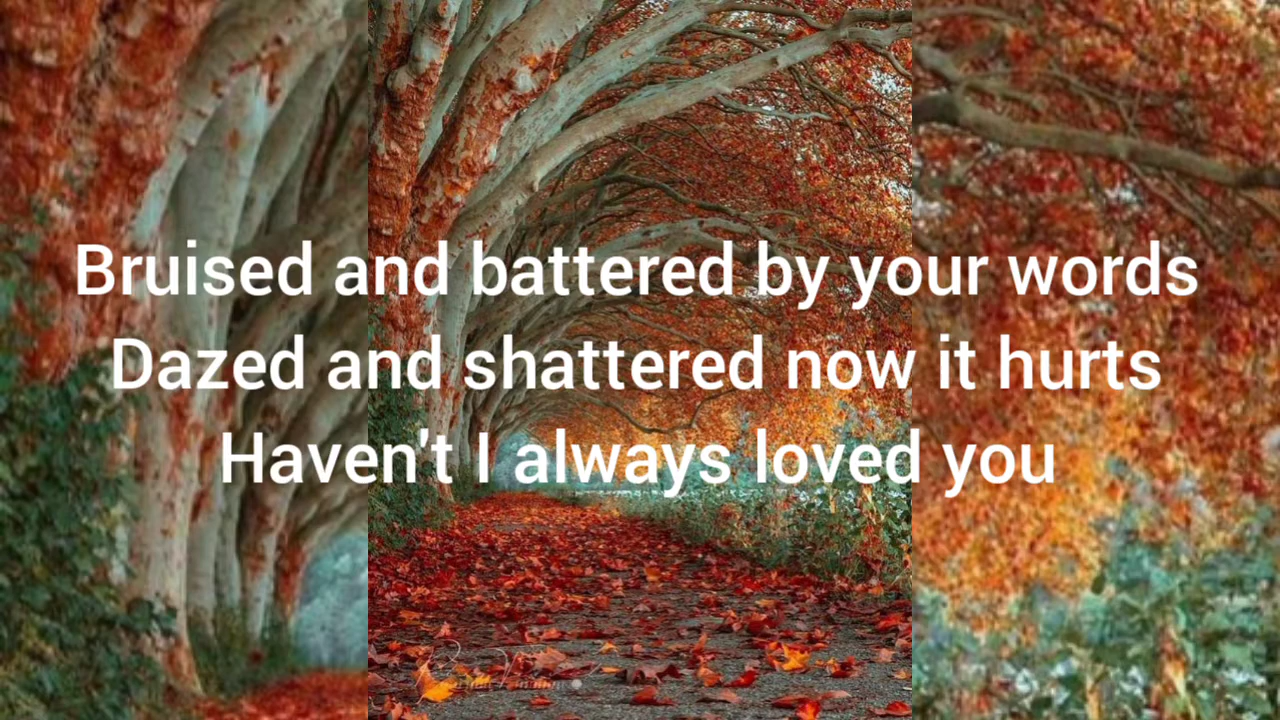 Bruised and battered by your words
Dazed and shattered now it hurts
Haven't I always loved you